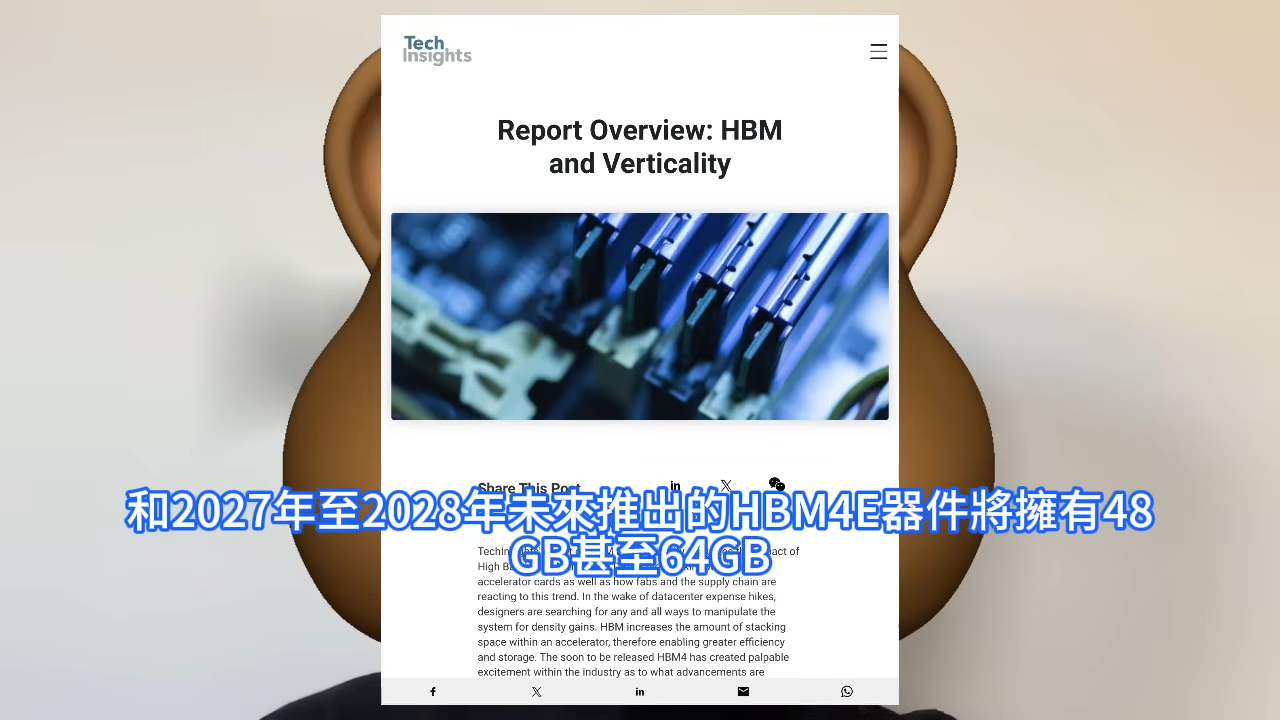 Tech
Insights
Report Overview: HBM
and Verticality
Share This Post
和2027年至2028年未來推出的HBM4E器件將擁有48
GB甚至64GB
accelerator cards as well as how fabs and the supply chain are
reacting to this trend. In the wake of datacenter expense hikes,
designers are searching for any and all ways to manipulate the
system for density gains. HBM increases the amount of stacking
space within an accelerator, therefore enabling greater efficiency
and storage. The soon to be released HBM4 has created palpable
excitement within the industry as to what advancements are